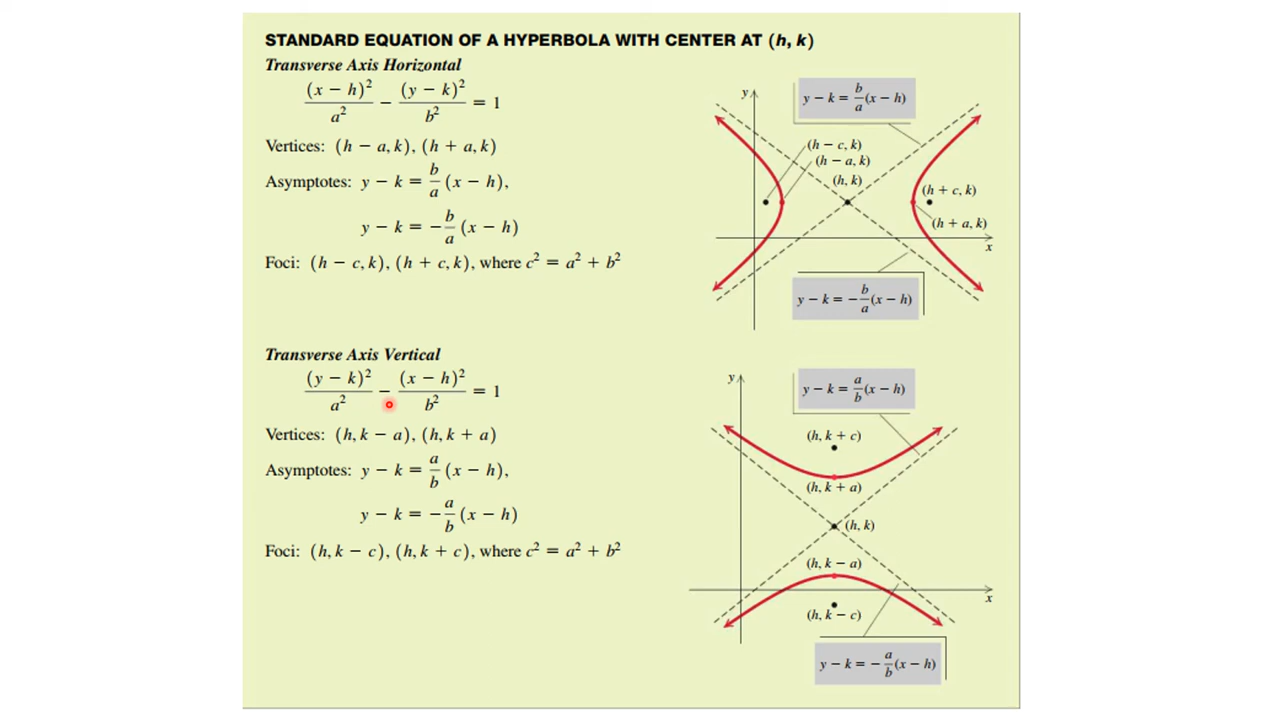 STANDARD EQUATION OF A HYPERBOLA WITH CENTER AT (h, k)
Transverse Axis Horizontal
(x − h)²/a² − (y − k)²/b² = 1
Vertices: (h − a, k), (h + a, k)
Asymptotes: y − k = b/a (x − h),
y − k = −b/a (x − h)
Foci: (h − c, k), (h + c, k), where c² = a² + b²
y
y − k = b/a (x − h)
(h − c, k)
(h − a, k)
(h, k)
(h + c, k)
(h + a, k)
x
y − k = −b/a (x − h)
Transverse Axis Vertical
(y − k)²/a² − (x − h)²/b² = 1
Vertices: (h, k − a), (h, k + a)
Asymptotes: y − k = a/b (x − h),
y − k = −a/b (x − h)
Foci: (h, k − c), (h, k + c), where c² = a² + b²
y
y − k = a/b (x − h)
(h, k + c)
(h, k + a)
(h, k)
(h, k − a)
x
(h, k − c)
y − k = −a/b (x − h)